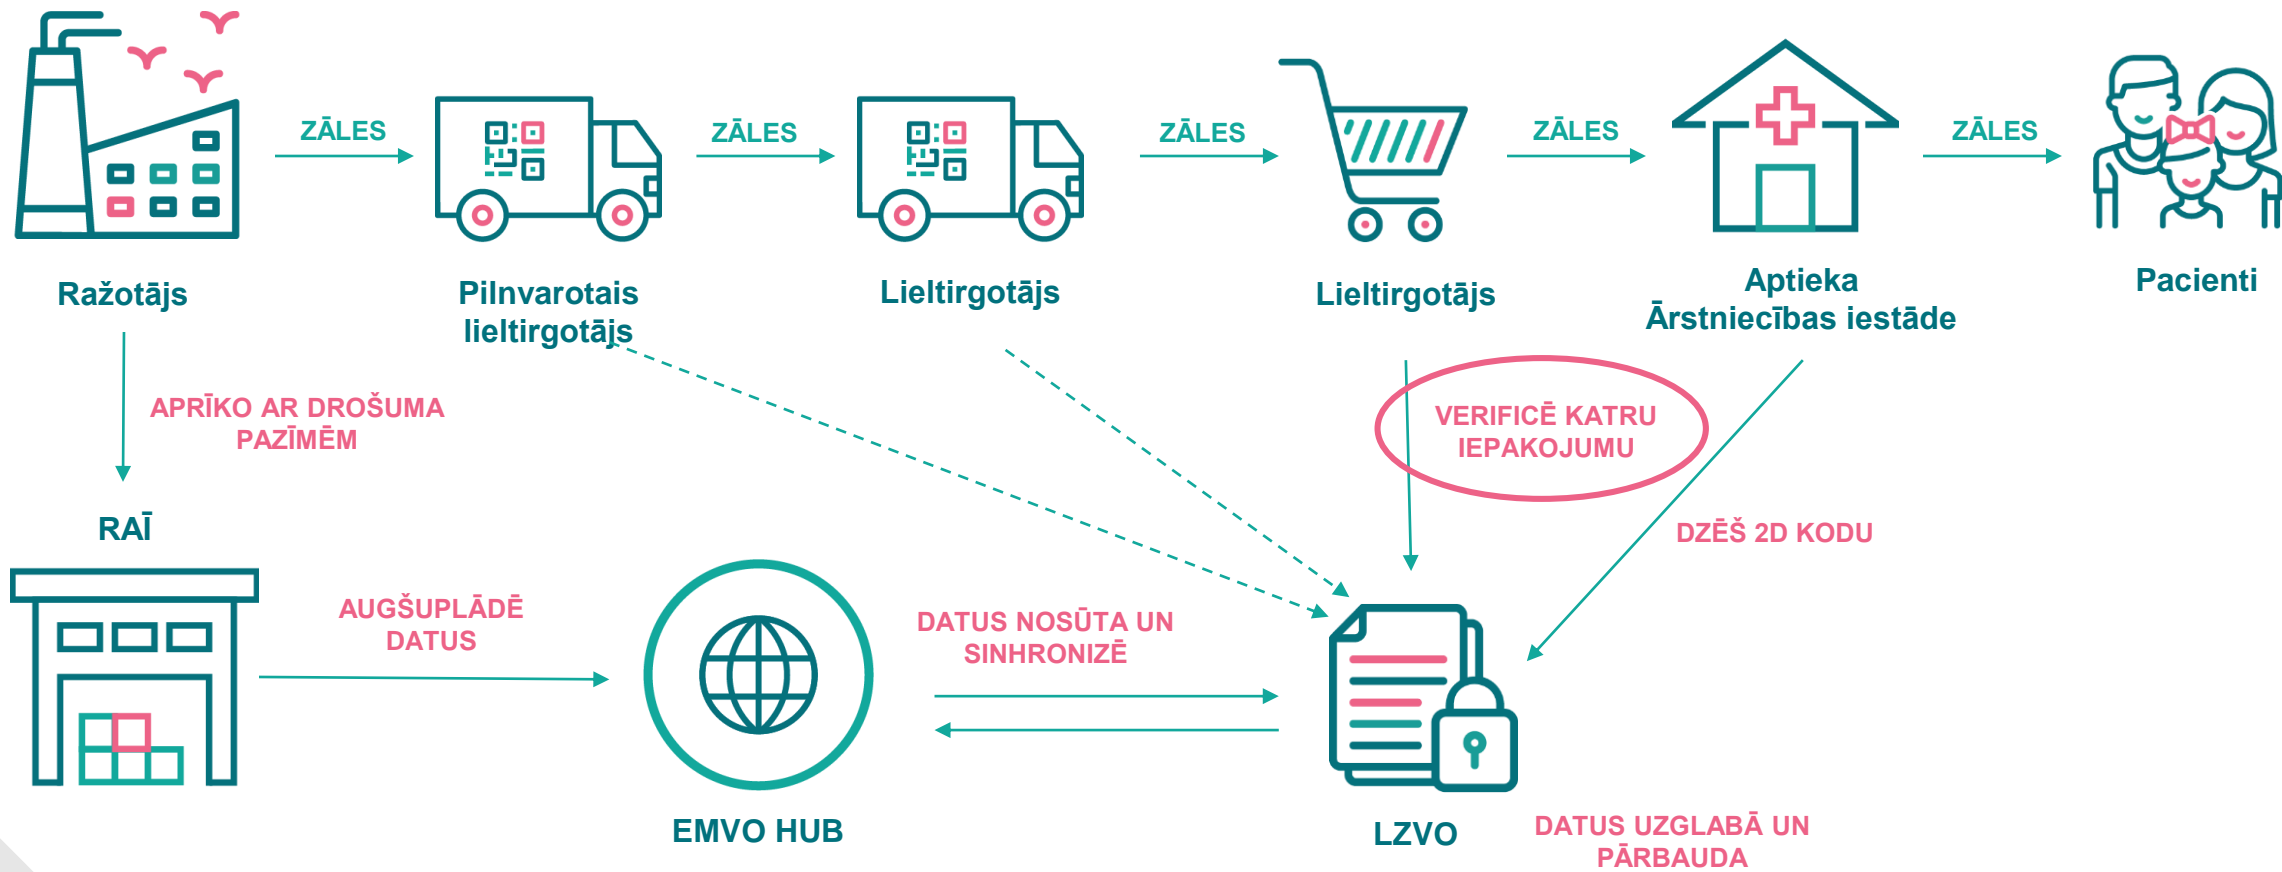 ZĀLES
ZĀLES
ZĀLES
ZĀLES
ZĀLES
Ražotājs
Pilnvarotais
lieltirgotājs
Lieltirgotājs
Lieltirgotājs
Aptieka
Ārstniecības iestāde
Pacienti
APRĪKO AR DROŠUMA
PAZĪMĒM
VERIFICĒ KATRU
IEPAKOJUMU
DZĒŠ 2D KODU
RAĪ
AUGŠUPLĀDĒ
DATUS
DATUS NOSŪTA UN
SINHRONIZĒ
EMVO HUB
LZVO
DATUS UZGLABĀ UN
PĀRBAUDA